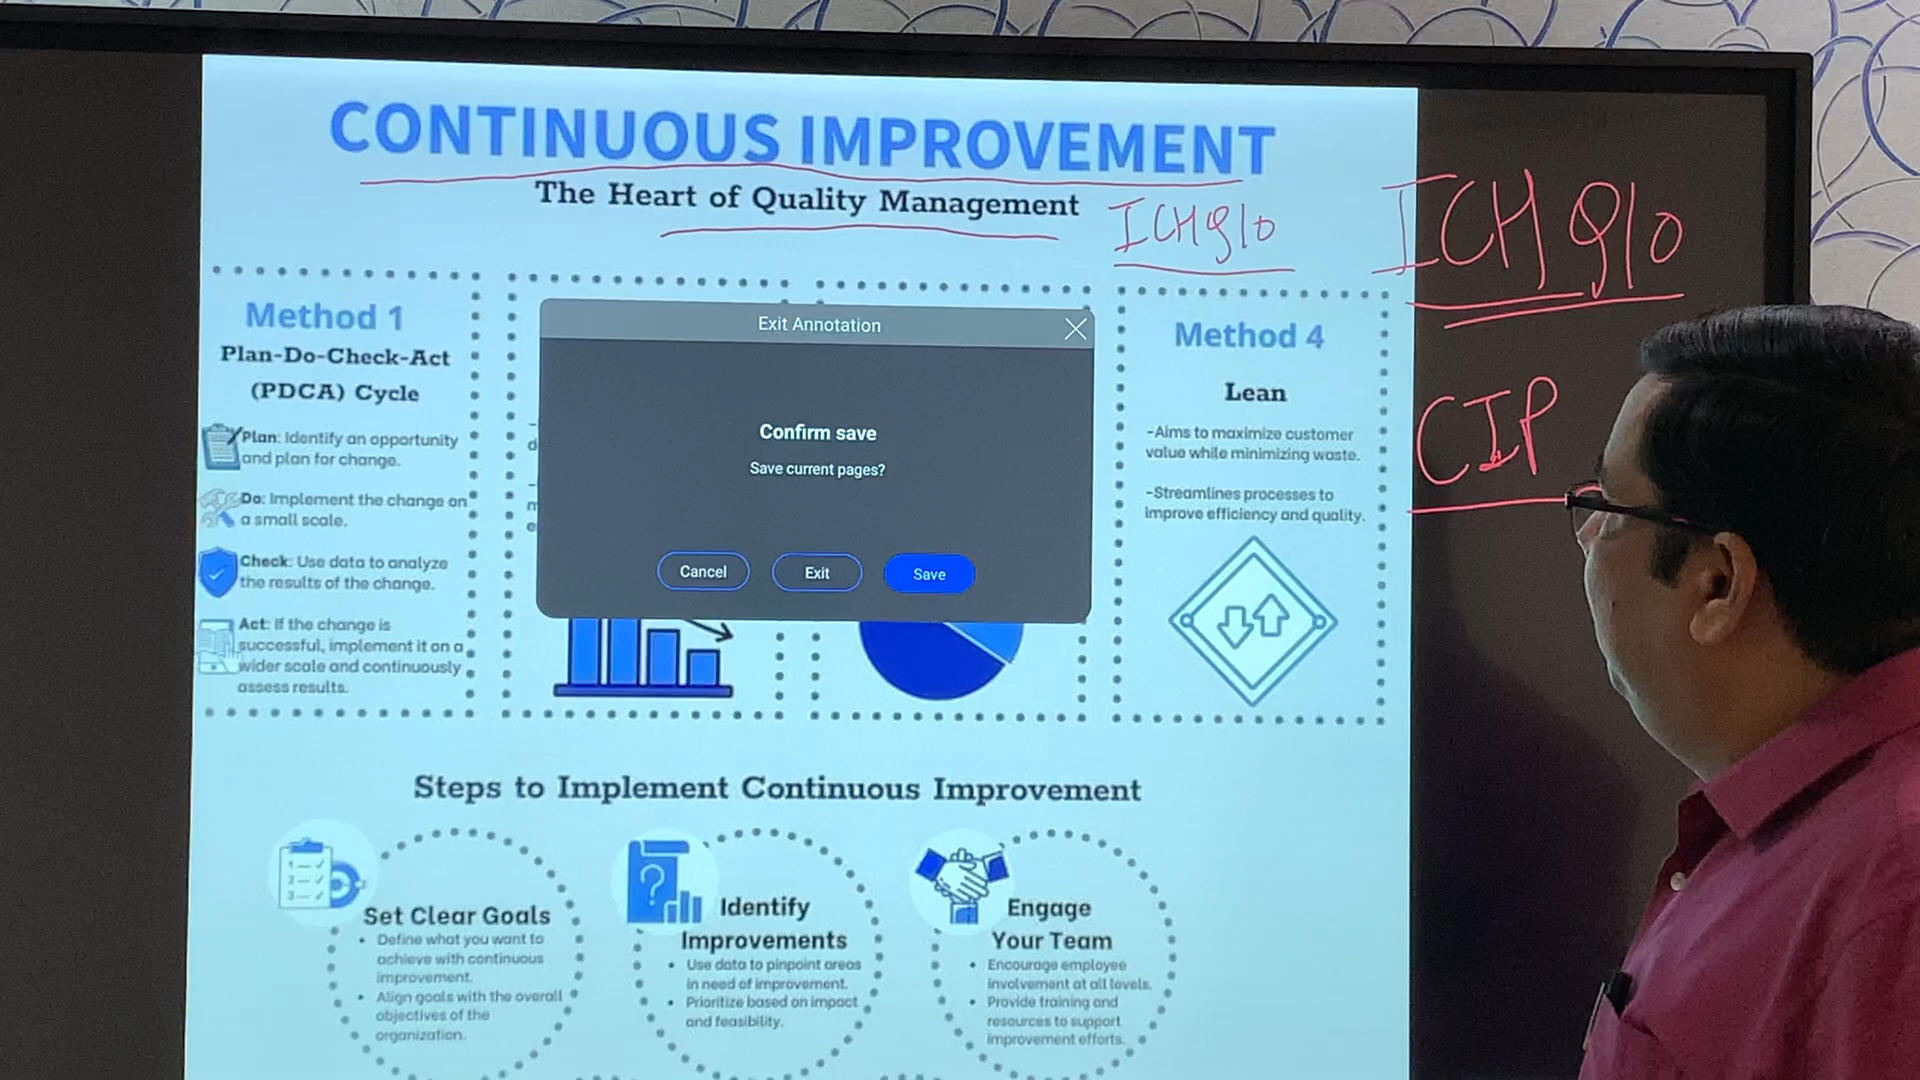 CONTINUOUS IMPROVEMENT
The Heart of Quality Management
ICH Q10
ICH Q10
CIP
Method 1
Plan-Do-Check-Act
(PDCA) Cycle
Plan: Identify an opportunity
and plan for change.
Do: Implement the change on
a small scale.
Check: Use data to analyze
the results of the change.
Act: If the change is
successful, implement it on a
wider scale and continuously
assess results.
Exit Annotation
Confirm save
Save current pages?
Cancel
Exit
Save
Method 4
Lean
-Aims to maximize customer
value while minimizing waste.
-Streamlines processes to
improve efficiency and quality.
Steps to Implement Continuous Improvement
Set Clear Goals
• Define what you want to
achieve with continuous
improvement.
• Align goals with the overall
objectives of the
organization.
Identify
Improvements
• Use data to pinpoint areas
in need of improvement.
• Prioritize based on impact
and feasibility.
Engage
Your Team
• Encourage employee
involvement at all levels.
• Provide training and
resources to support
improvement efforts.